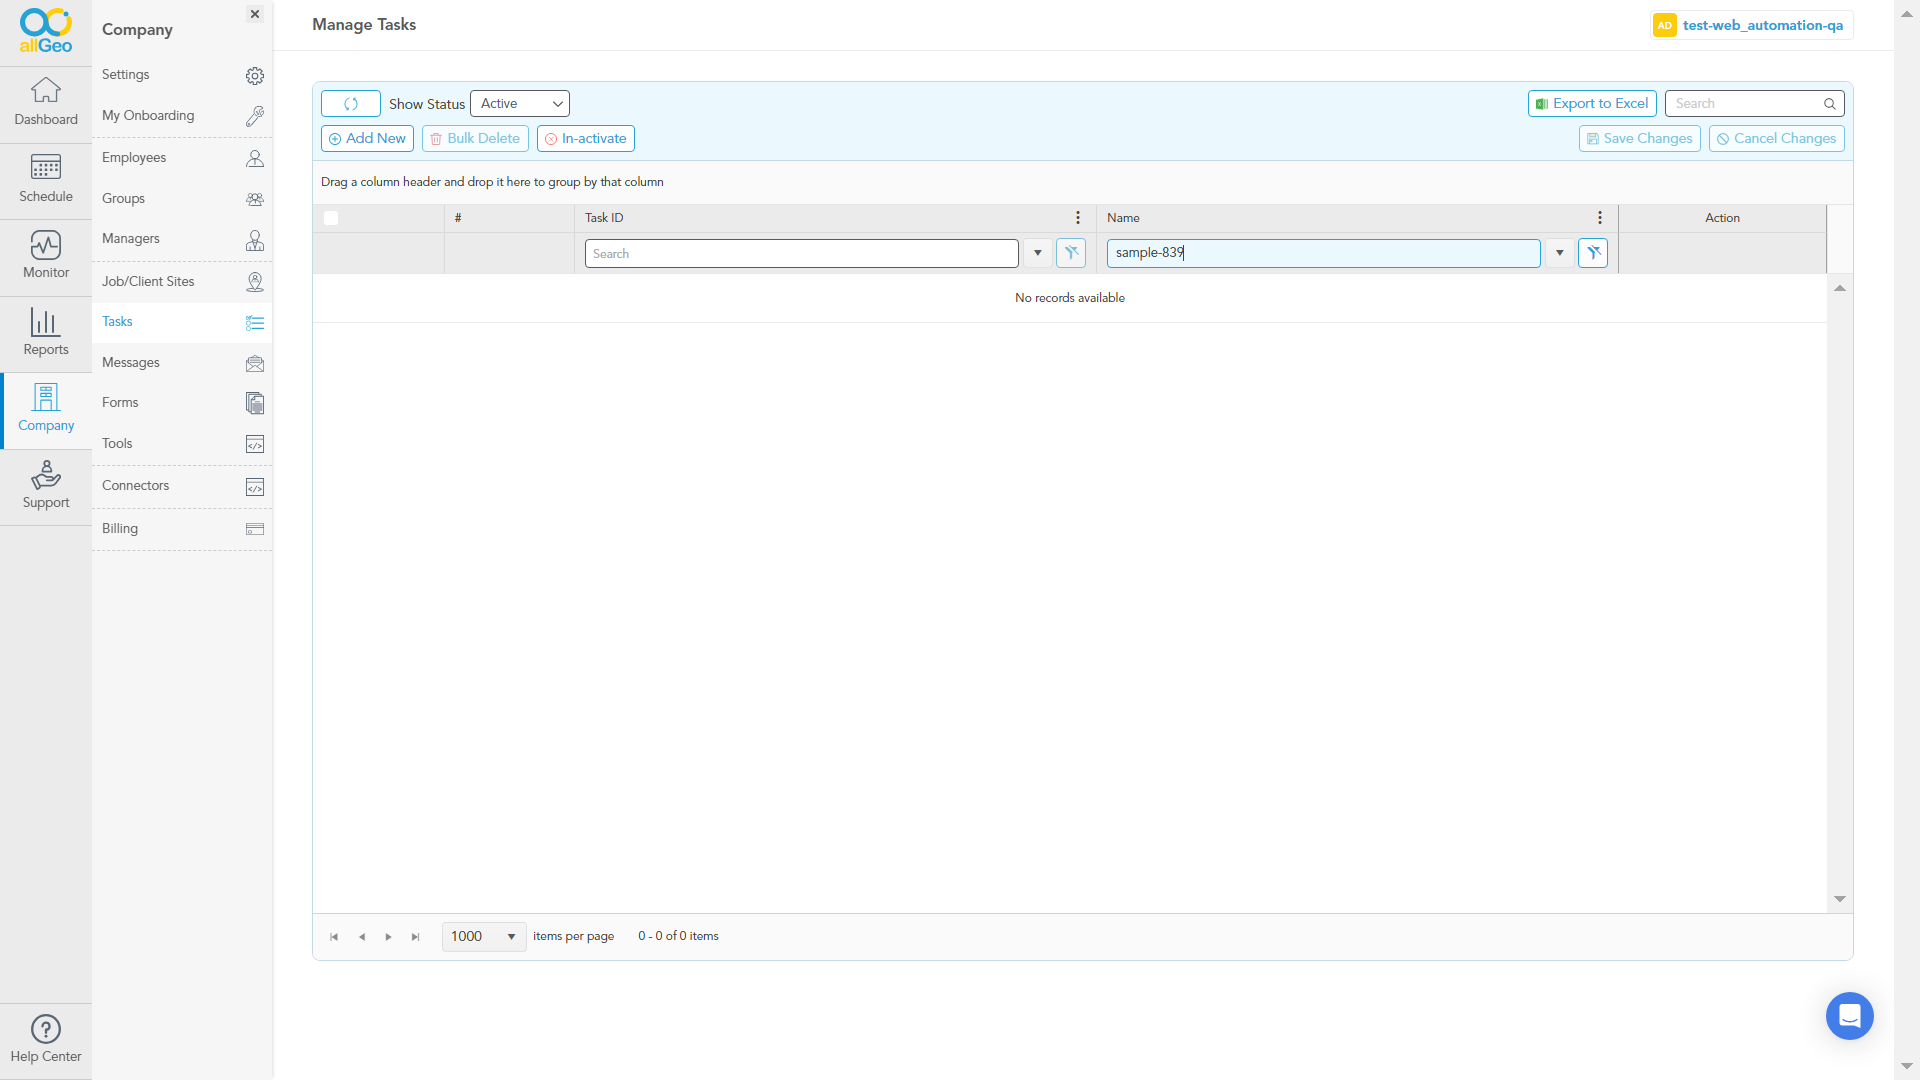 allGeo
Dashboard
Schedule
Monitor
Reports
Company
Support
Help Center
Company
Settings
My Onboarding
Employees
Groups
Managers
Job/Client Sites
Tasks
Messages
Forms
Tools
Connectors
Billing
Manage Tasks
AD test-web_automation-qa
Show Status Active
Export to Excel Search
Add New Bulk Delete In-activate
Save Changes Cancel Changes
Drag a column header and drop it here to group by that column
# Task ID Name Action
Search sample-839
No records available
1000 items per page 0 - 0 of 0 items